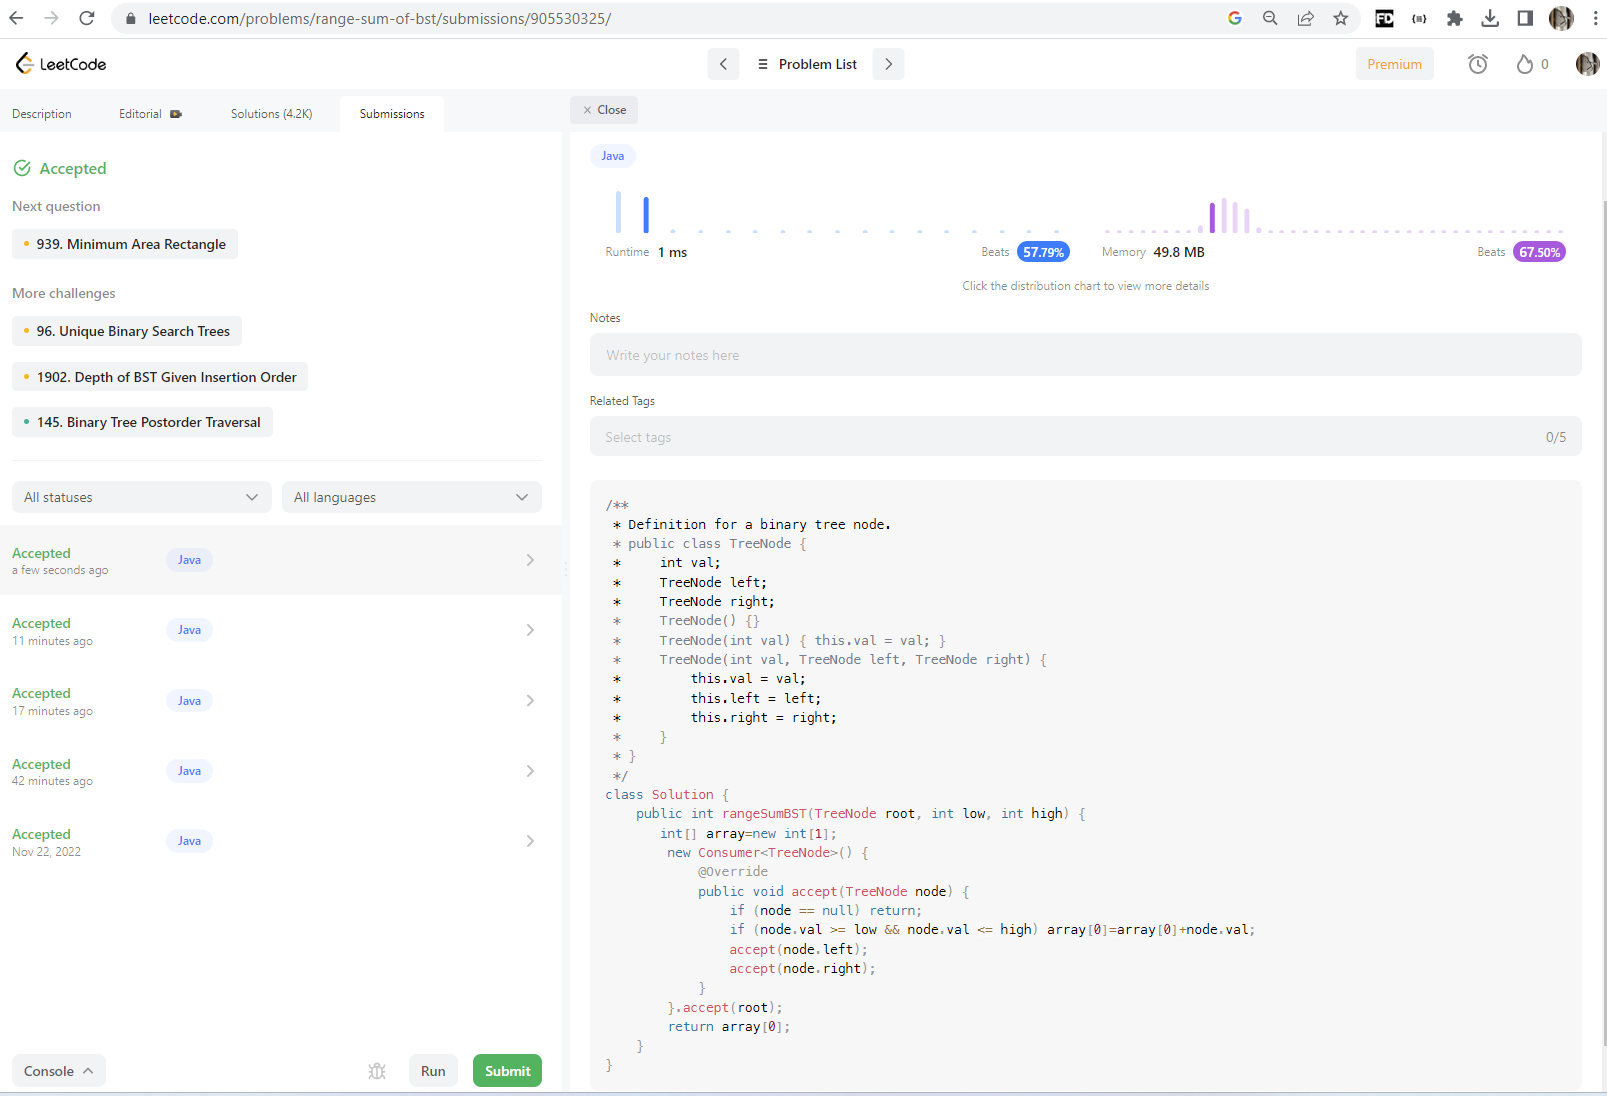 leetcode.com/problems/range-sum-of-bst/submissions/905530325/
FD
LeetCode
Problem List
Premium
0
Description
Editorial
Solutions (4.2K)
Submissions
Close
Accepted
Next question
939. Minimum Area Rectangle
More challenges
96. Unique Binary Search Trees
1902. Depth of BST Given Insertion Order
145. Binary Tree Postorder Traversal
All statuses
All languages
Accepted
a few seconds ago
Java
Accepted
11 minutes ago
Java
Accepted
17 minutes ago
Java
Accepted
42 minutes ago
Java
Accepted
Nov 22, 2022
Java
Console
Run
Submit
Java
Runtime 1 ms
Beats 57.79%
Memory 49.8 MB
Beats 67.50%
Click the distribution chart to view more details
Notes
Write your notes here
Related Tags
Select tags
0/5
/**
 * Definition for a binary tree node.
 * public class TreeNode {
 *     int val;
 *     TreeNode left;
 *     TreeNode right;
 *     TreeNode() {}
 *     TreeNode(int val) { this.val = val; }
 *     TreeNode(int val, TreeNode left, TreeNode right) {
 *         this.val = val;
 *         this.left = left;
 *         this.right = right;
 *     }
 * }
 */
class Solution {
    public int rangeSumBST(TreeNode root, int low, int high) {
       int[] array=new int[1];
        new Consumer<TreeNode>() {
            @Override
            public void accept(TreeNode node) {
                if (node == null) return;
                if (node.val >= low && node.val <= high) array[0]=array[0]+node.val;
                accept(node.left);
                accept(node.right);
            }
        }.accept(root);
        return array[0];
    }
}